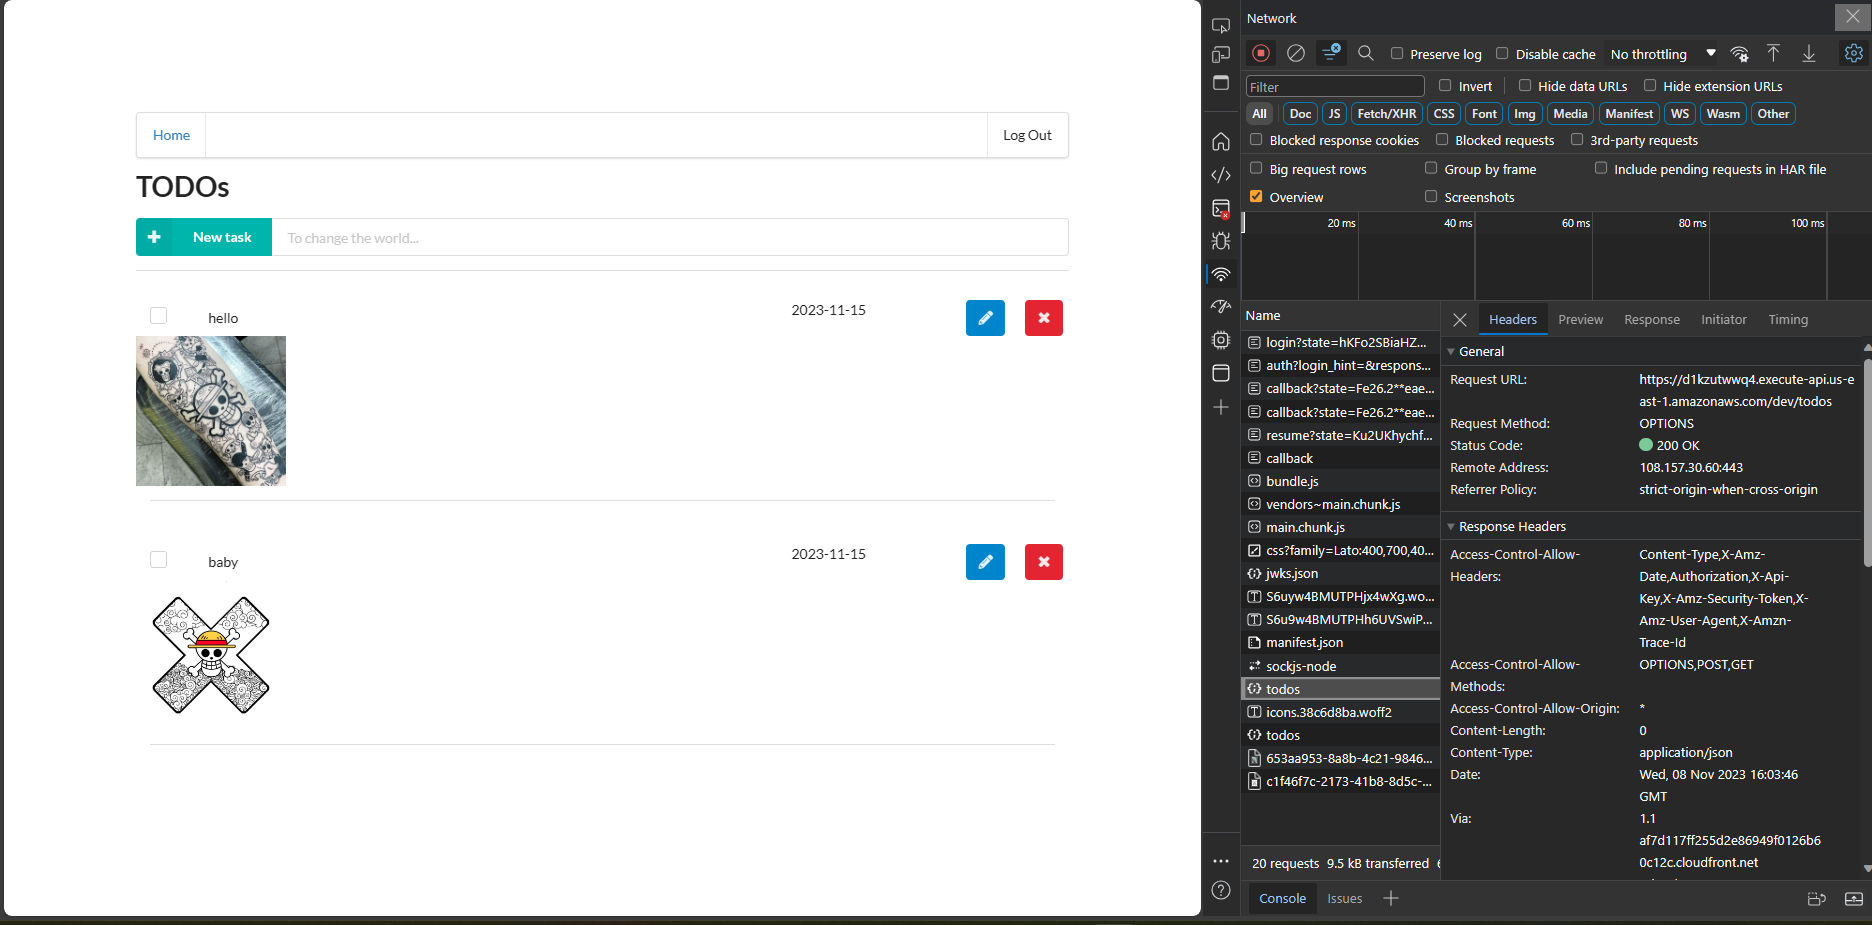 Home
Log Out
TODOs
New task
To change the world...
hello
2023-11-15
baby
2023-11-15
Network
Preserve log
Disable cache
No throttling
Filter
Invert
Hide data URLs
Hide extension URLs
All
Doc
JS
Fetch/XHR
CSS
Font
Img
Media
Manifest
WS
Wasm
Other
Blocked response cookies
Blocked requests
3rd-party requests
Big request rows
Group by frame
Include pending requests in HAR file
Overview
Screenshots
20 ms
40 ms
60 ms
80 ms
100 ms
Name
login?state=hKFo2SBiaHZ...
auth?login_hint=&respons...
callback?state=Fe26.2**eae...
callback?state=Fe26.2**eae...
resume?state=Ku2UKhychf...
callback
bundle.js
vendors~main.chunk.js
main.chunk.js
css?family=Lato:400,700,40...
jwks.json
S6uyw4BMUTPHjx4wXg.wo...
S6u9w4BMUTPHh6UVSwiP...
manifest.json
sockjs-node
todos
icons.38c6d8ba.woff2
todos
653aa953-8a8b-4c21-9846...
c1f46f7c-2173-41b8-8d5c-...
20 requests
9.5 kB transferred
Headers
Preview
Response
Initiator
Timing
General
Request URL:
https://d1kzutwwq4.execute-api.us-e
ast-1.amazonaws.com/dev/todos
Request Method:
OPTIONS
Status Code:
200 OK
Remote Address:
108.157.30.60:443
Referrer Policy:
strict-origin-when-cross-origin
Response Headers
Access-Control-Allow-
Headers:
Content-Type,X-Amz-
Date,Authorization,X-Api-
Key,X-Amz-Security-Token,X-
Amz-User-Agent,X-Amzn-
Trace-Id
Access-Control-Allow-
Methods:
OPTIONS,POST,GET
Access-Control-Allow-Origin:
*
Content-Length:
0
Content-Type:
application/json
Date:
Wed, 08 Nov 2023 16:03:46
GMT
Via:
1.1
af7d117ff255d2e86949f0126b6
0c12c.cloudfront.net
Console
Issues